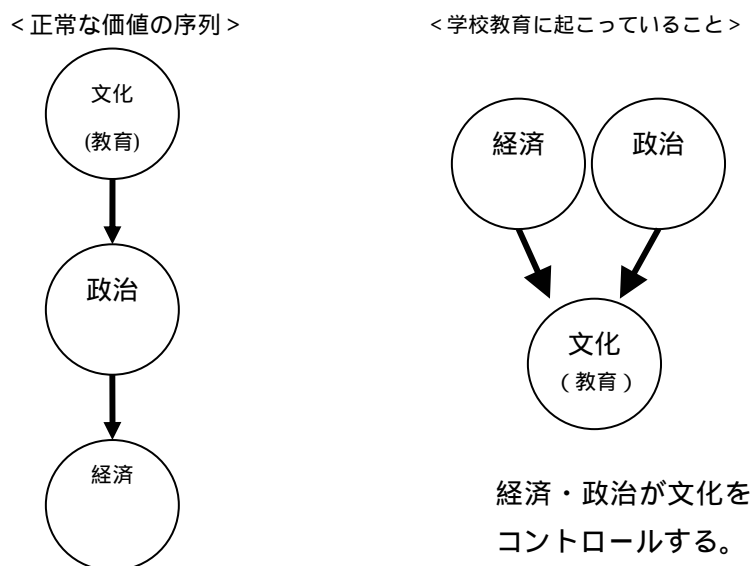 ＜正常な価値の序列＞
文化
(教育)
政治
経済
＜学校教育に起こっていること＞
経済
政治
文化
（教育）
経済・政治が文化を
コントロールする。